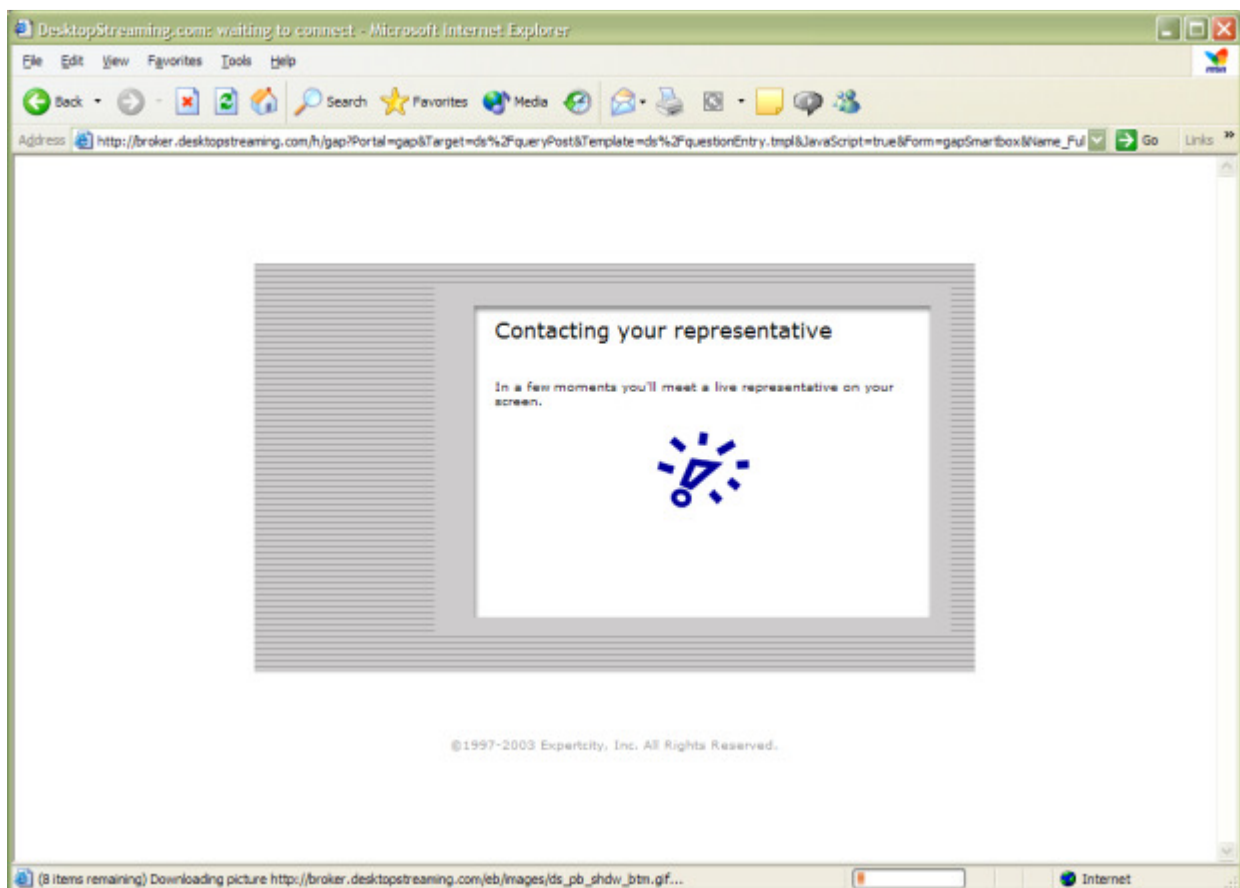 DesktopStreaming.com: waiting to connect - Microsoft Internet Explorer
File Edit View Favorites Tools Help
msn
Back Search Favorites Media
Address http://broker.desktopstreaming.com/h/gap?Portal=gap&Target=ds%2FqueryPost&Template=ds%2FquestionEntry.tmpl&JavaScript=true&Form=gapSmartbox&Name_Ful Go Links »
Contacting your representative
In a few moments you'll meet a live representative on your
screen.
©1997-2003 Expertcity, Inc. All Rights Reserved.
(8 items remaining) Downloading picture http://broker.desktopstreaming.com/eb/images/ds_pb_shdw_btm.gif... Internet